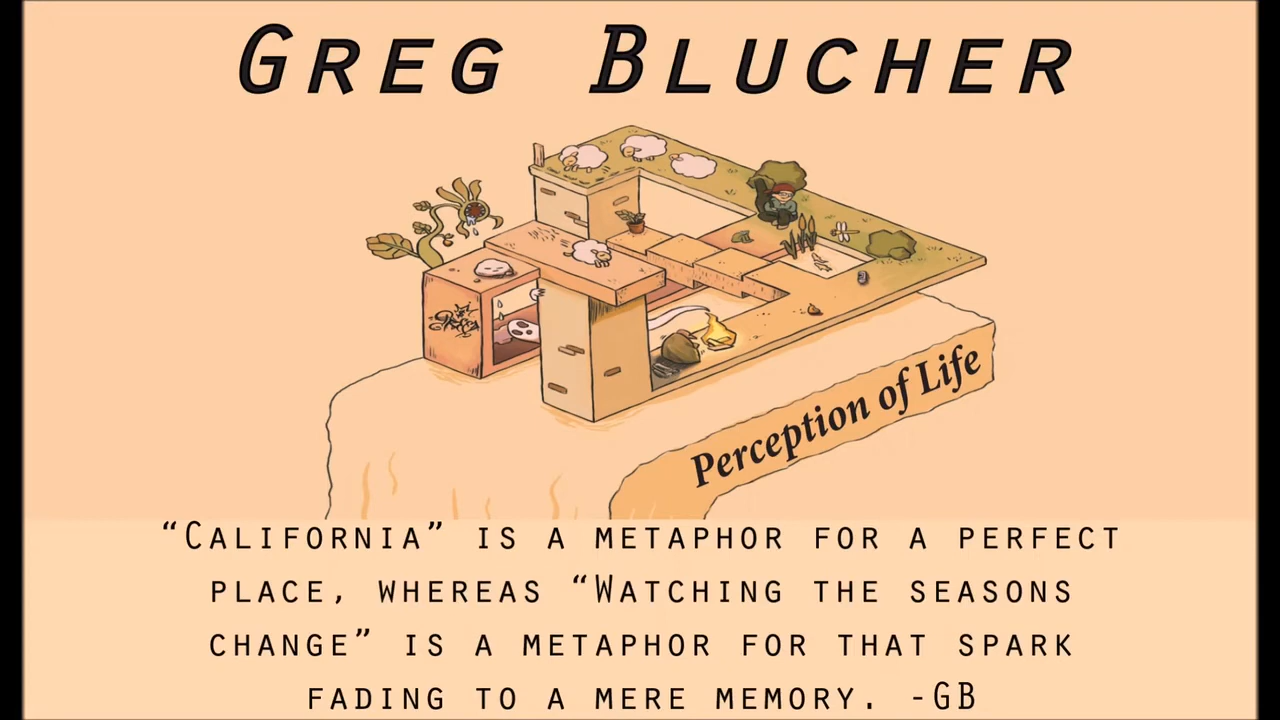 Greg Blucher
Perception of Life
“California” is a metaphor for a perfect
place, whereas “Watching the seasons
change” is a metaphor for that spark
fading to a mere memory. -GB